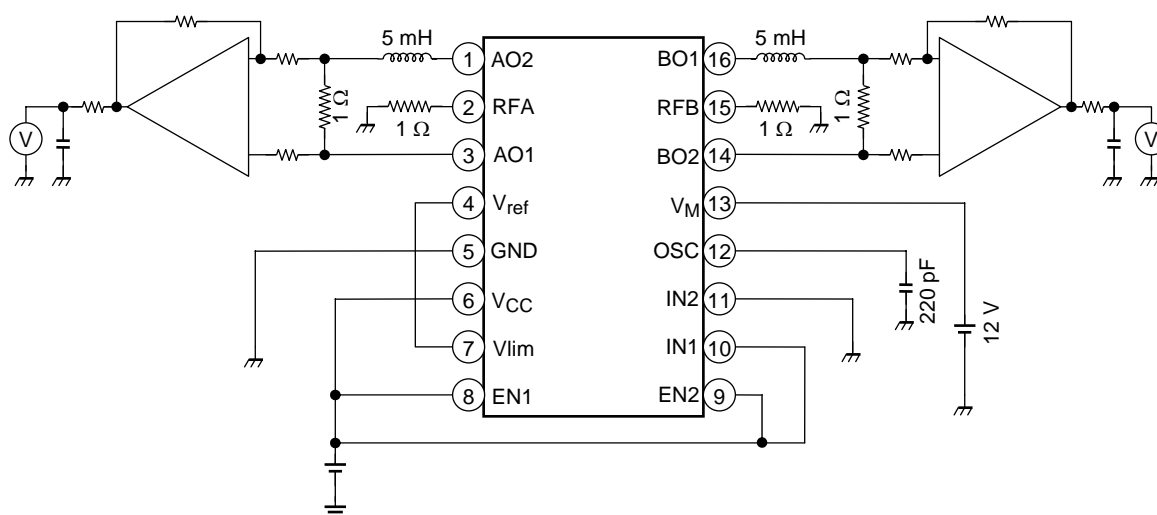 5 mH
1 AO2
2 RFA
1 Ω
1 Ω
3 AO1
4 Vref
5 GND
6 VCC
7 Vlim
8 EN1
V
BO1 16
5 mH
RFB 15
1 Ω
1 Ω
BO2 14
VM 13
OSC 12
220 pF
IN2 11
12 V
IN1 10
EN2 9
V